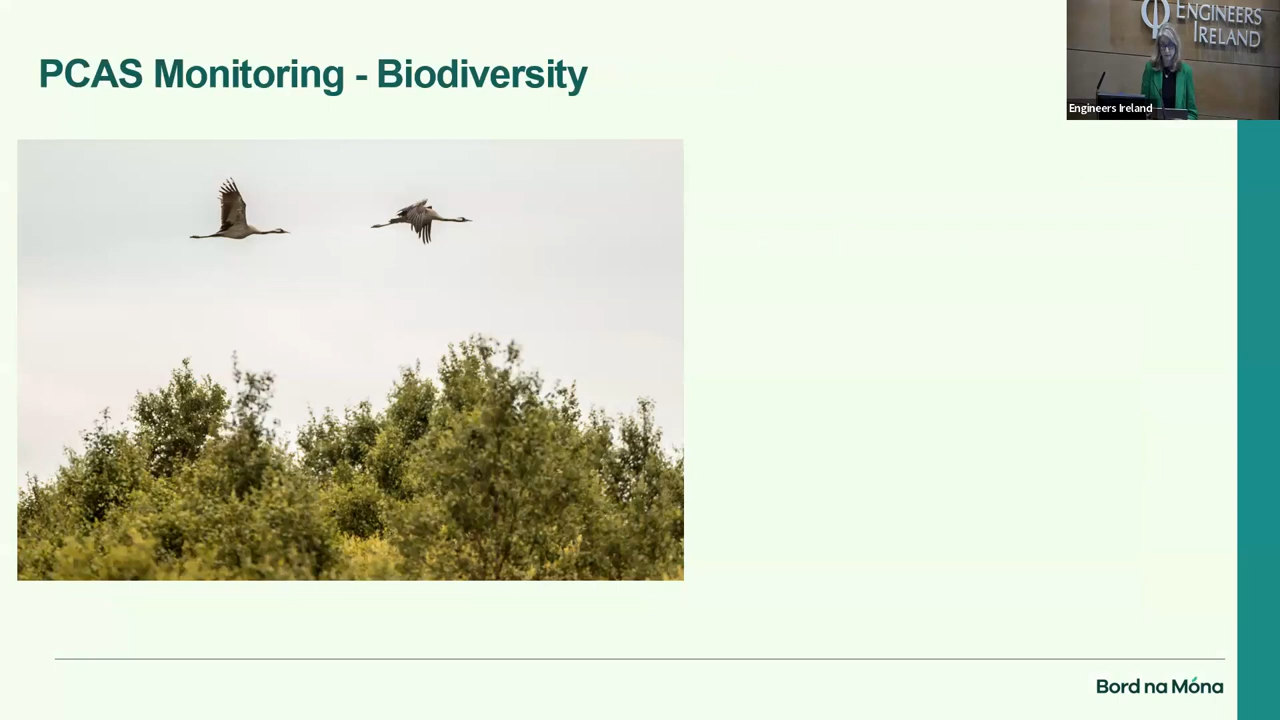 PCAS Monitoring - Biodiversity
ENGINEERS
IRELAND
Engineers Ireland
Bord na Móna